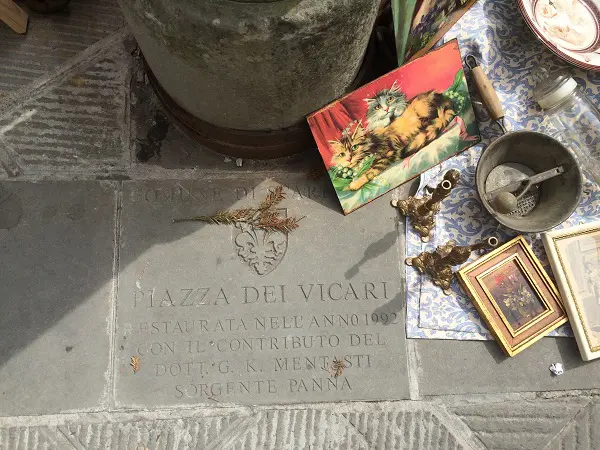 PIAZZA DEI VICARI
RESTAURATA NELL'ANNO 1992
CON IL CONTRIBUTO DEL
DOTT. G. K. MENTASTI
SORGENTE PANNA